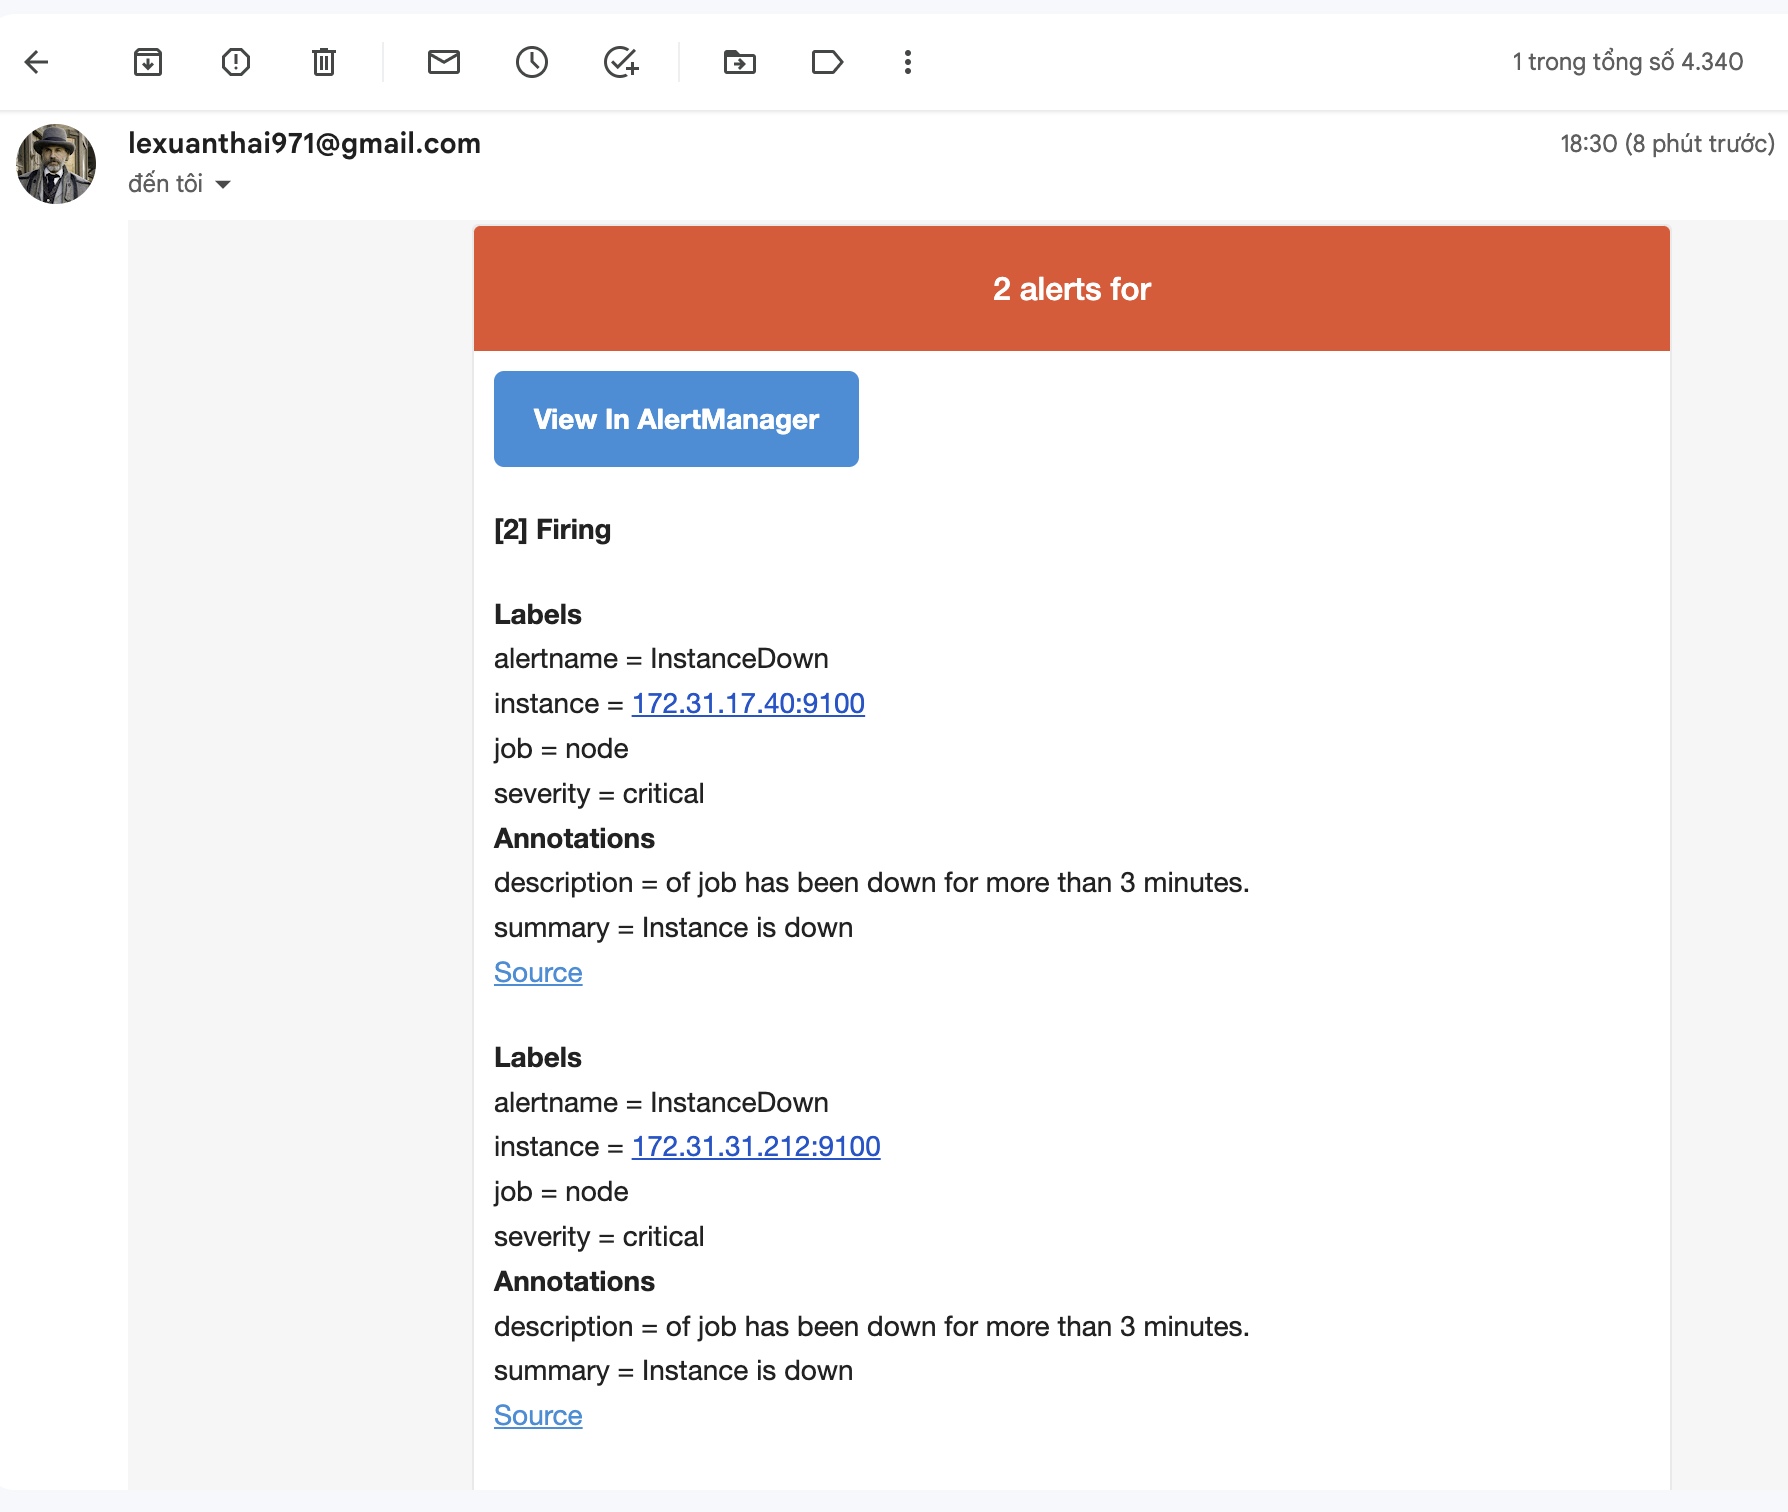 1 trong tổng số 4.340
lexuanthai971@gmail.com
18:30 (8 phút trước)
đến tôi
2 alerts for
View In AlertManager
[2] Firing
Labels
alertname = InstanceDown
instance = 172.31.17.40:9100
job = node
severity = critical
Annotations
description = of job has been down for more than 3 minutes.
summary = Instance is down
Source
Labels
alertname = InstanceDown
instance = 172.31.31.212:9100
job = node
severity = critical
Annotations
description = of job has been down for more than 3 minutes.
summary = Instance is down
Source